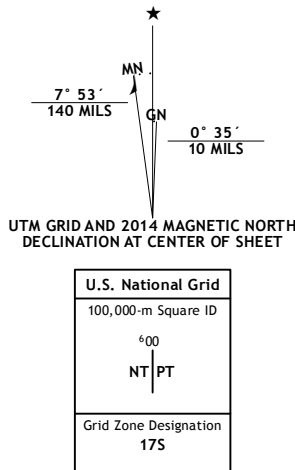 ★
MN
GN
7° 53´
140 MILS
0° 35´
10 MILS
UTM GRID AND 2014 MAGNETIC NORTH
DECLINATION AT CENTER OF SHEET
U.S. National Grid
100,000-m Square ID
⁶00
NT PT
Grid Zone Designation
17S